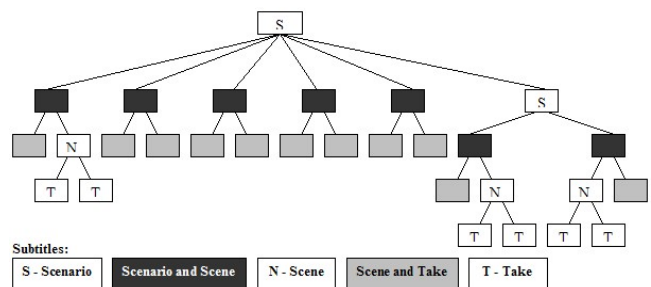 S
S
N
T T
N N
T T T T
Subtitles:
S - Scenario Scenario and Scene N - Scene Scene and Take T - Take